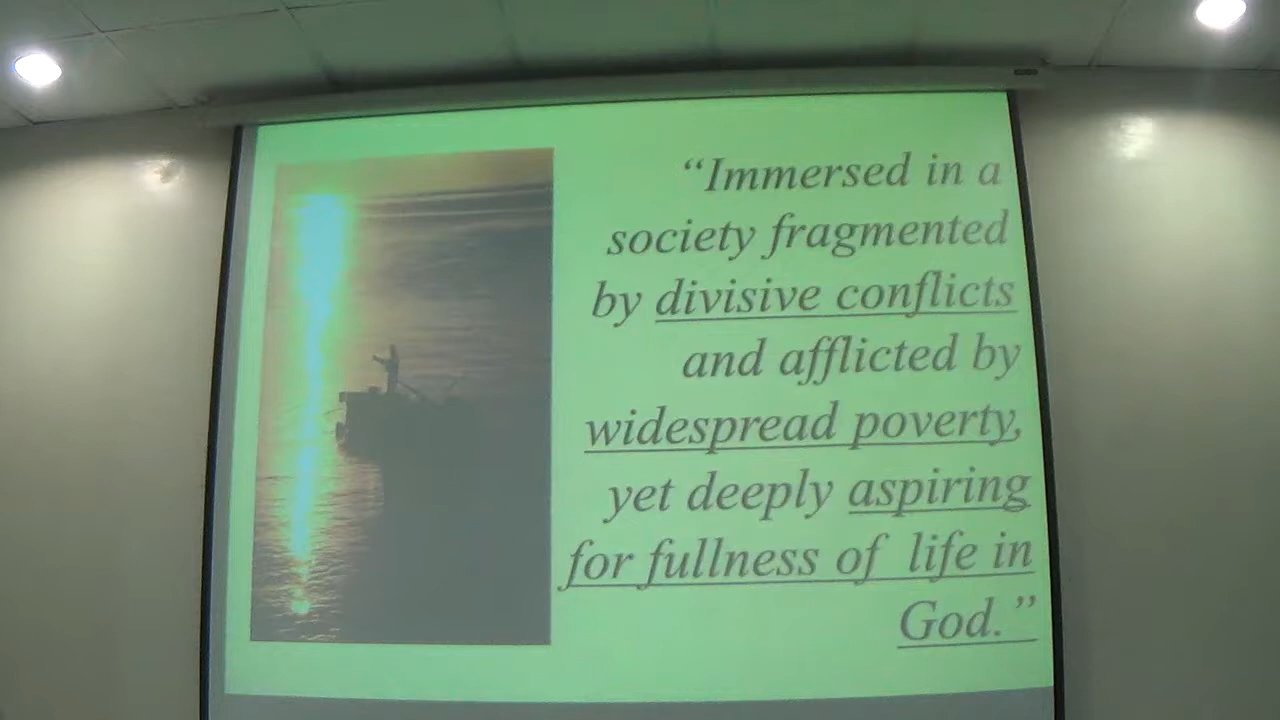 “Immersed in a
society fragmented
by divisive conflicts
and afflicted by
widespread poverty,
yet deeply aspiring
for fullness of life in
God.”